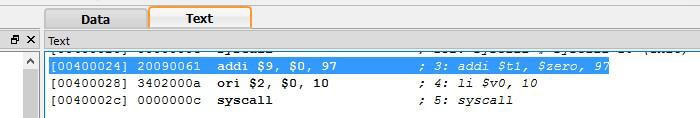 Data Text
Text
[00400024] 20090061 addi $9, $0, 97 ; 3: addi $t1, $zero, 97
[00400028] 3402000a ori $2, $0, 10 ; 4: li $v0, 10
[0040002c] 0000000c syscall ; 5: syscall